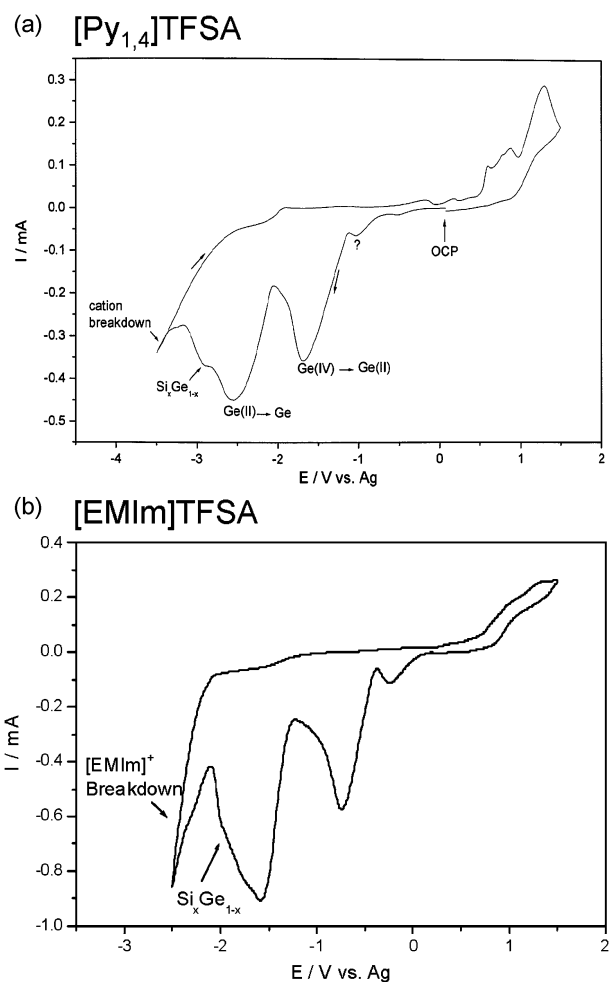 (a) [Py1,4]TFSA
0.3
0.2
0.1
0.0
-0.1
-0.2
-0.3
-0.4
-0.5
I / mA
?
OCP
cation
breakdown
SixGe1-x
Ge(IV) → Ge(II)
Ge(II) → Ge
-4 -3 -2 -1 0 1 2
E / V vs. Ag
(b) [EMIm]TFSA
0.4
0.2
0.0
-0.2
-0.4
-0.6
-0.8
-1.0
I / mA
[EMIm]+
Breakdown
SixGe1-x
-3 -2 -1 0 1 2
E / V vs. Ag